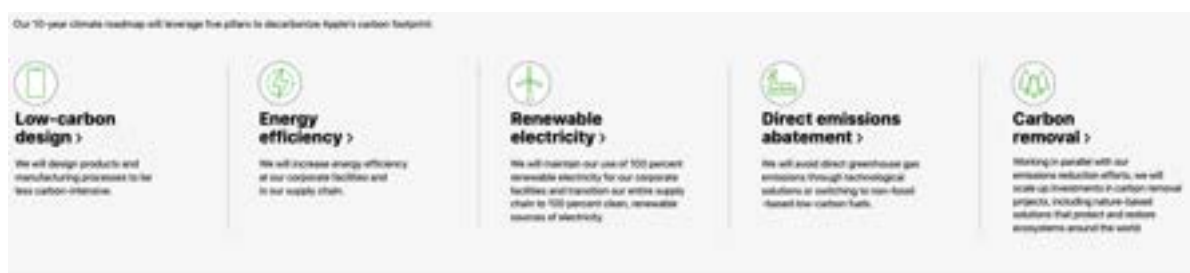 Our 10-year climate roadmap will leverage five pillars to decarbonize Apple's carbon footprint:
Low-carbon
design >
We will design products and
manufacturing processes to be
less carbon-intensive.
Energy
efficiency >
We will increase energy efficiency
at our corporate facilities and
in our supply chain.
Renewable
electricity >
We will maintain our use of 100 percent
renewable electricity for our corporate
facilities and transition our entire supply
chain to 100 percent clean, renewable
sources of electricity.
Direct emissions
abatement >
We will avoid direct greenhouse gas
emissions through technological
solutions or switching to non-fossil
-based low-carbon fuels.
Carbon
removal >
Working in parallel with our
emissions reduction efforts, we will
scale up investments in carbon removal
projects, including nature-based
solutions that protect and restore
ecosystems around the world.